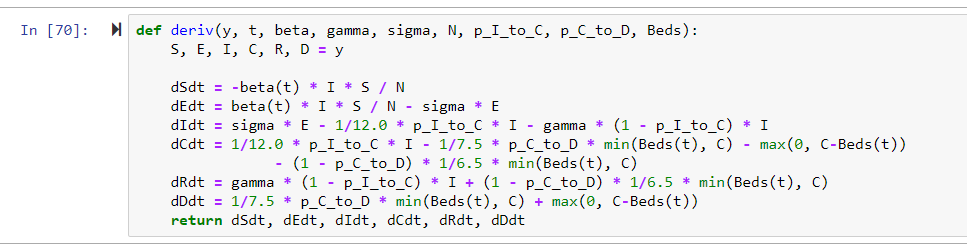 In [70]:
def deriv(y, t, beta, gamma, sigma, N, p_I_to_C, p_C_to_D, Beds):
    S, E, I, C, R, D = y

    dSdt = -beta(t) * I * S / N
    dEdt = beta(t) * I * S / N - sigma * E
    dIdt = sigma * E - 1/12.0 * p_I_to_C * I - gamma * (1 - p_I_to_C) * I
    dCdt = 1/12.0 * p_I_to_C * I - 1/7.5 * p_C_to_D * min(Beds(t), C) - max(0, C-Beds(t))
            - (1 - p_C_to_D) * 1/6.5 * min(Beds(t), C)
    dRdt = gamma * (1 - p_I_to_C) * I + (1 - p_C_to_D) * 1/6.5 * min(Beds(t), C)
    dDdt = 1/7.5 * p_C_to_D * min(Beds(t), C) + max(0, C-Beds(t))
    return dSdt, dEdt, dIdt, dCdt, dRdt, dDdt